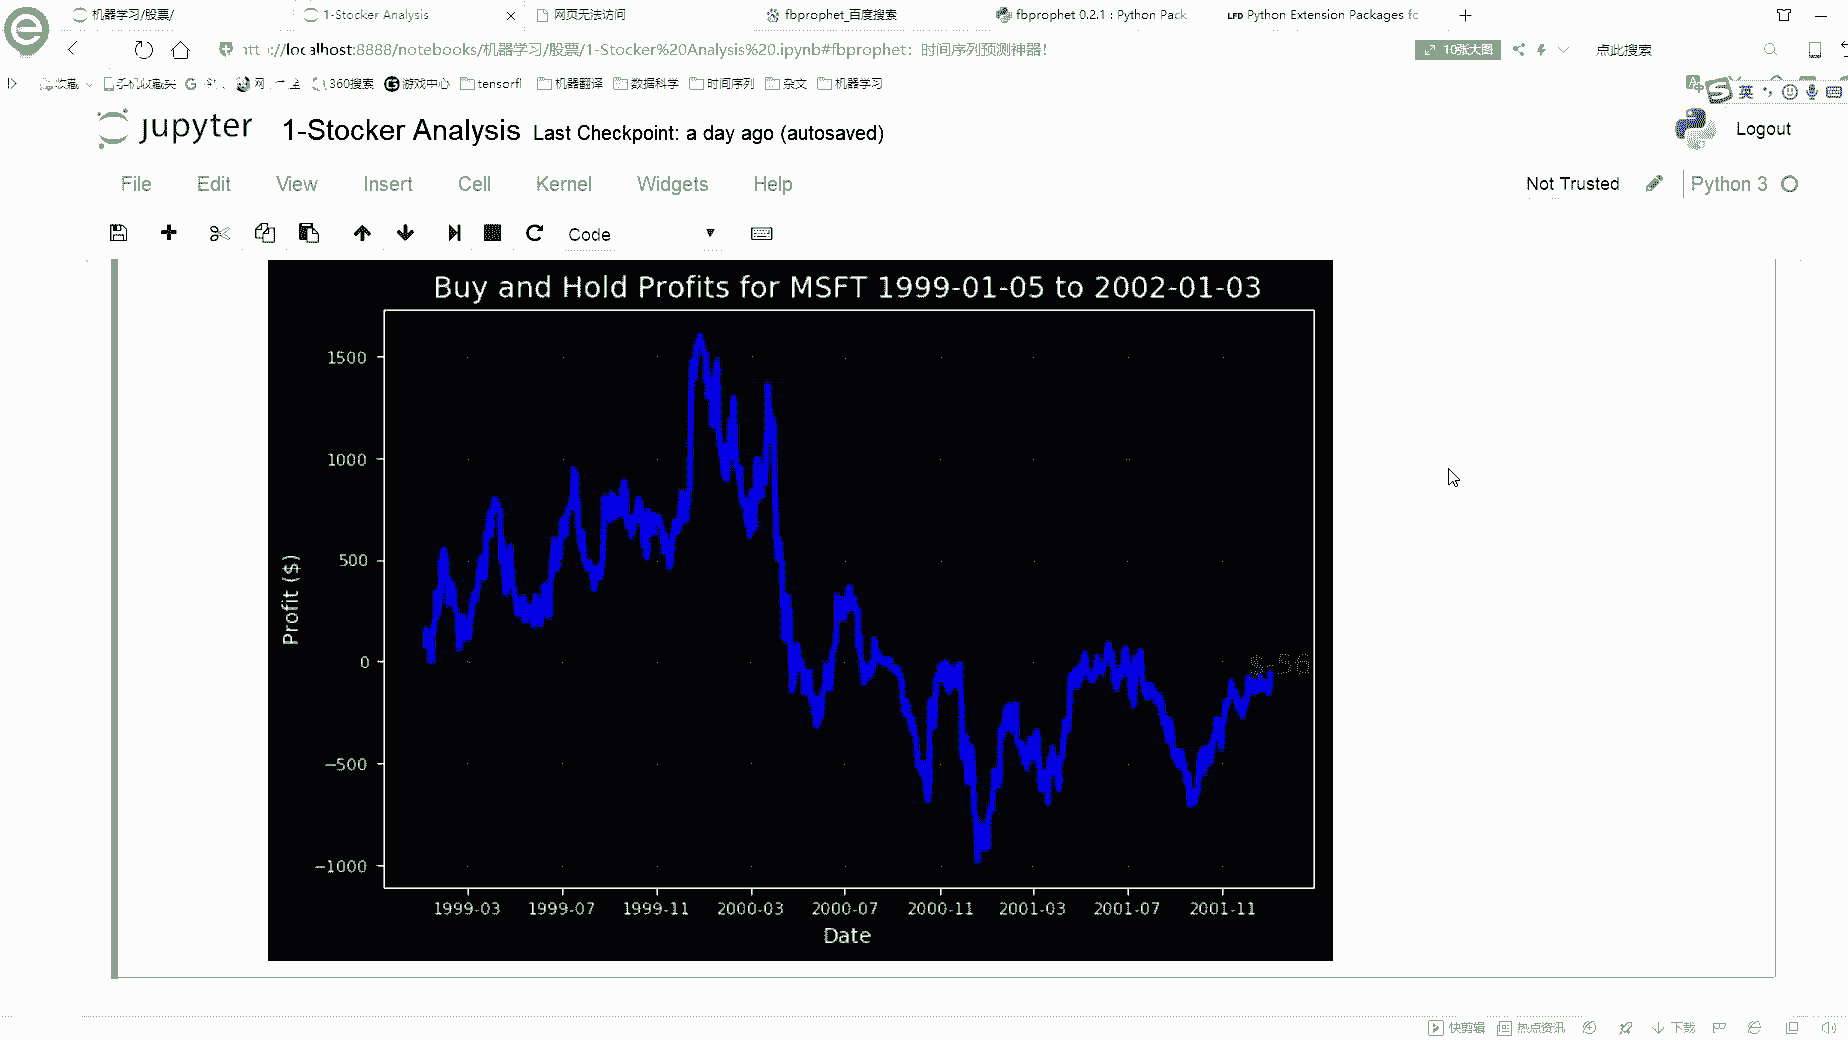 机器学习/股票/
1-Stocker Analysis
网页无法访问
fbprophet_百度搜索
fbprophet 0.2.1 : Python Pack
LFD Python Extension Packages fc
localhost:8888/notebooks/机器学习/股票/1-Stocker%20Analysis%20.ipynb#fbprophet: 时间序列预测神器!
10张大图
点此搜索
收藏
手机收藏夹
G
网
360搜索
游戏中心
tensorfl
机器翻译
数据科学
时间序列
杂文
机器学习
英
jupyter
1-Stocker Analysis
Last Checkpoint: a day ago (autosaved)
Logout
File Edit View Insert Cell Kernel Widgets Help
Not Trusted
Python 3
Code
Buy and Hold Profits for MSFT 1999-01-05 to 2002-01-03
1500
1000
500
0
−500
−1000
Profit ($)
$-56
1999-03 1999-07 1999-11 2000-03 2000-07 2000-11 2001-03 2001-07 2001-11
Date
快剪辑
热点资讯
下载